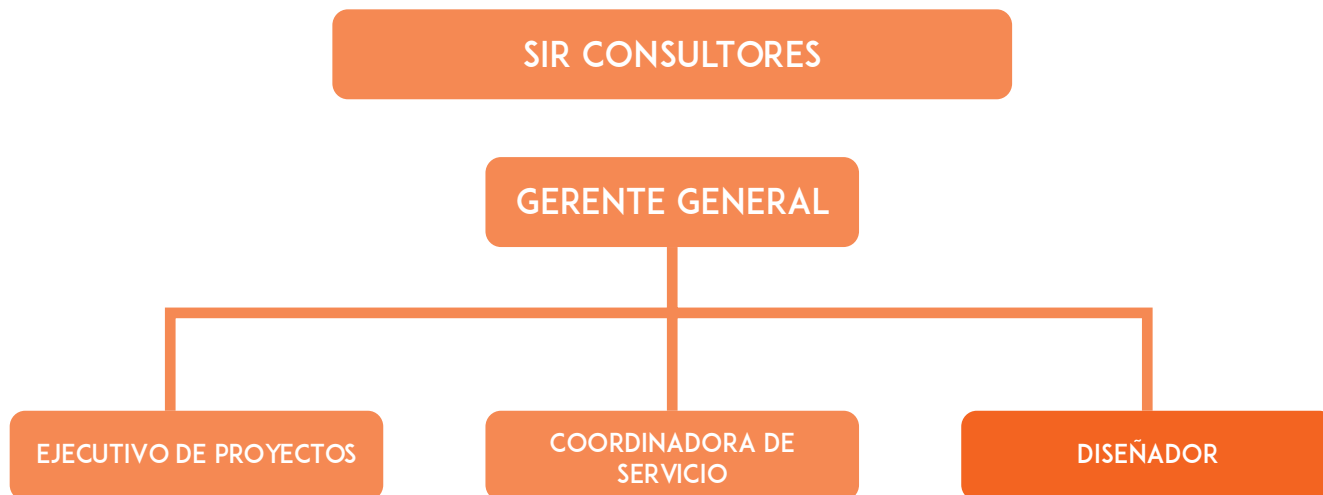 SIR CONSULTORES
GERENTE GENERAL
EJECUTIVO DE PROYECTOS
COORDINADORA DE
SERVICIO
DISEÑADOR